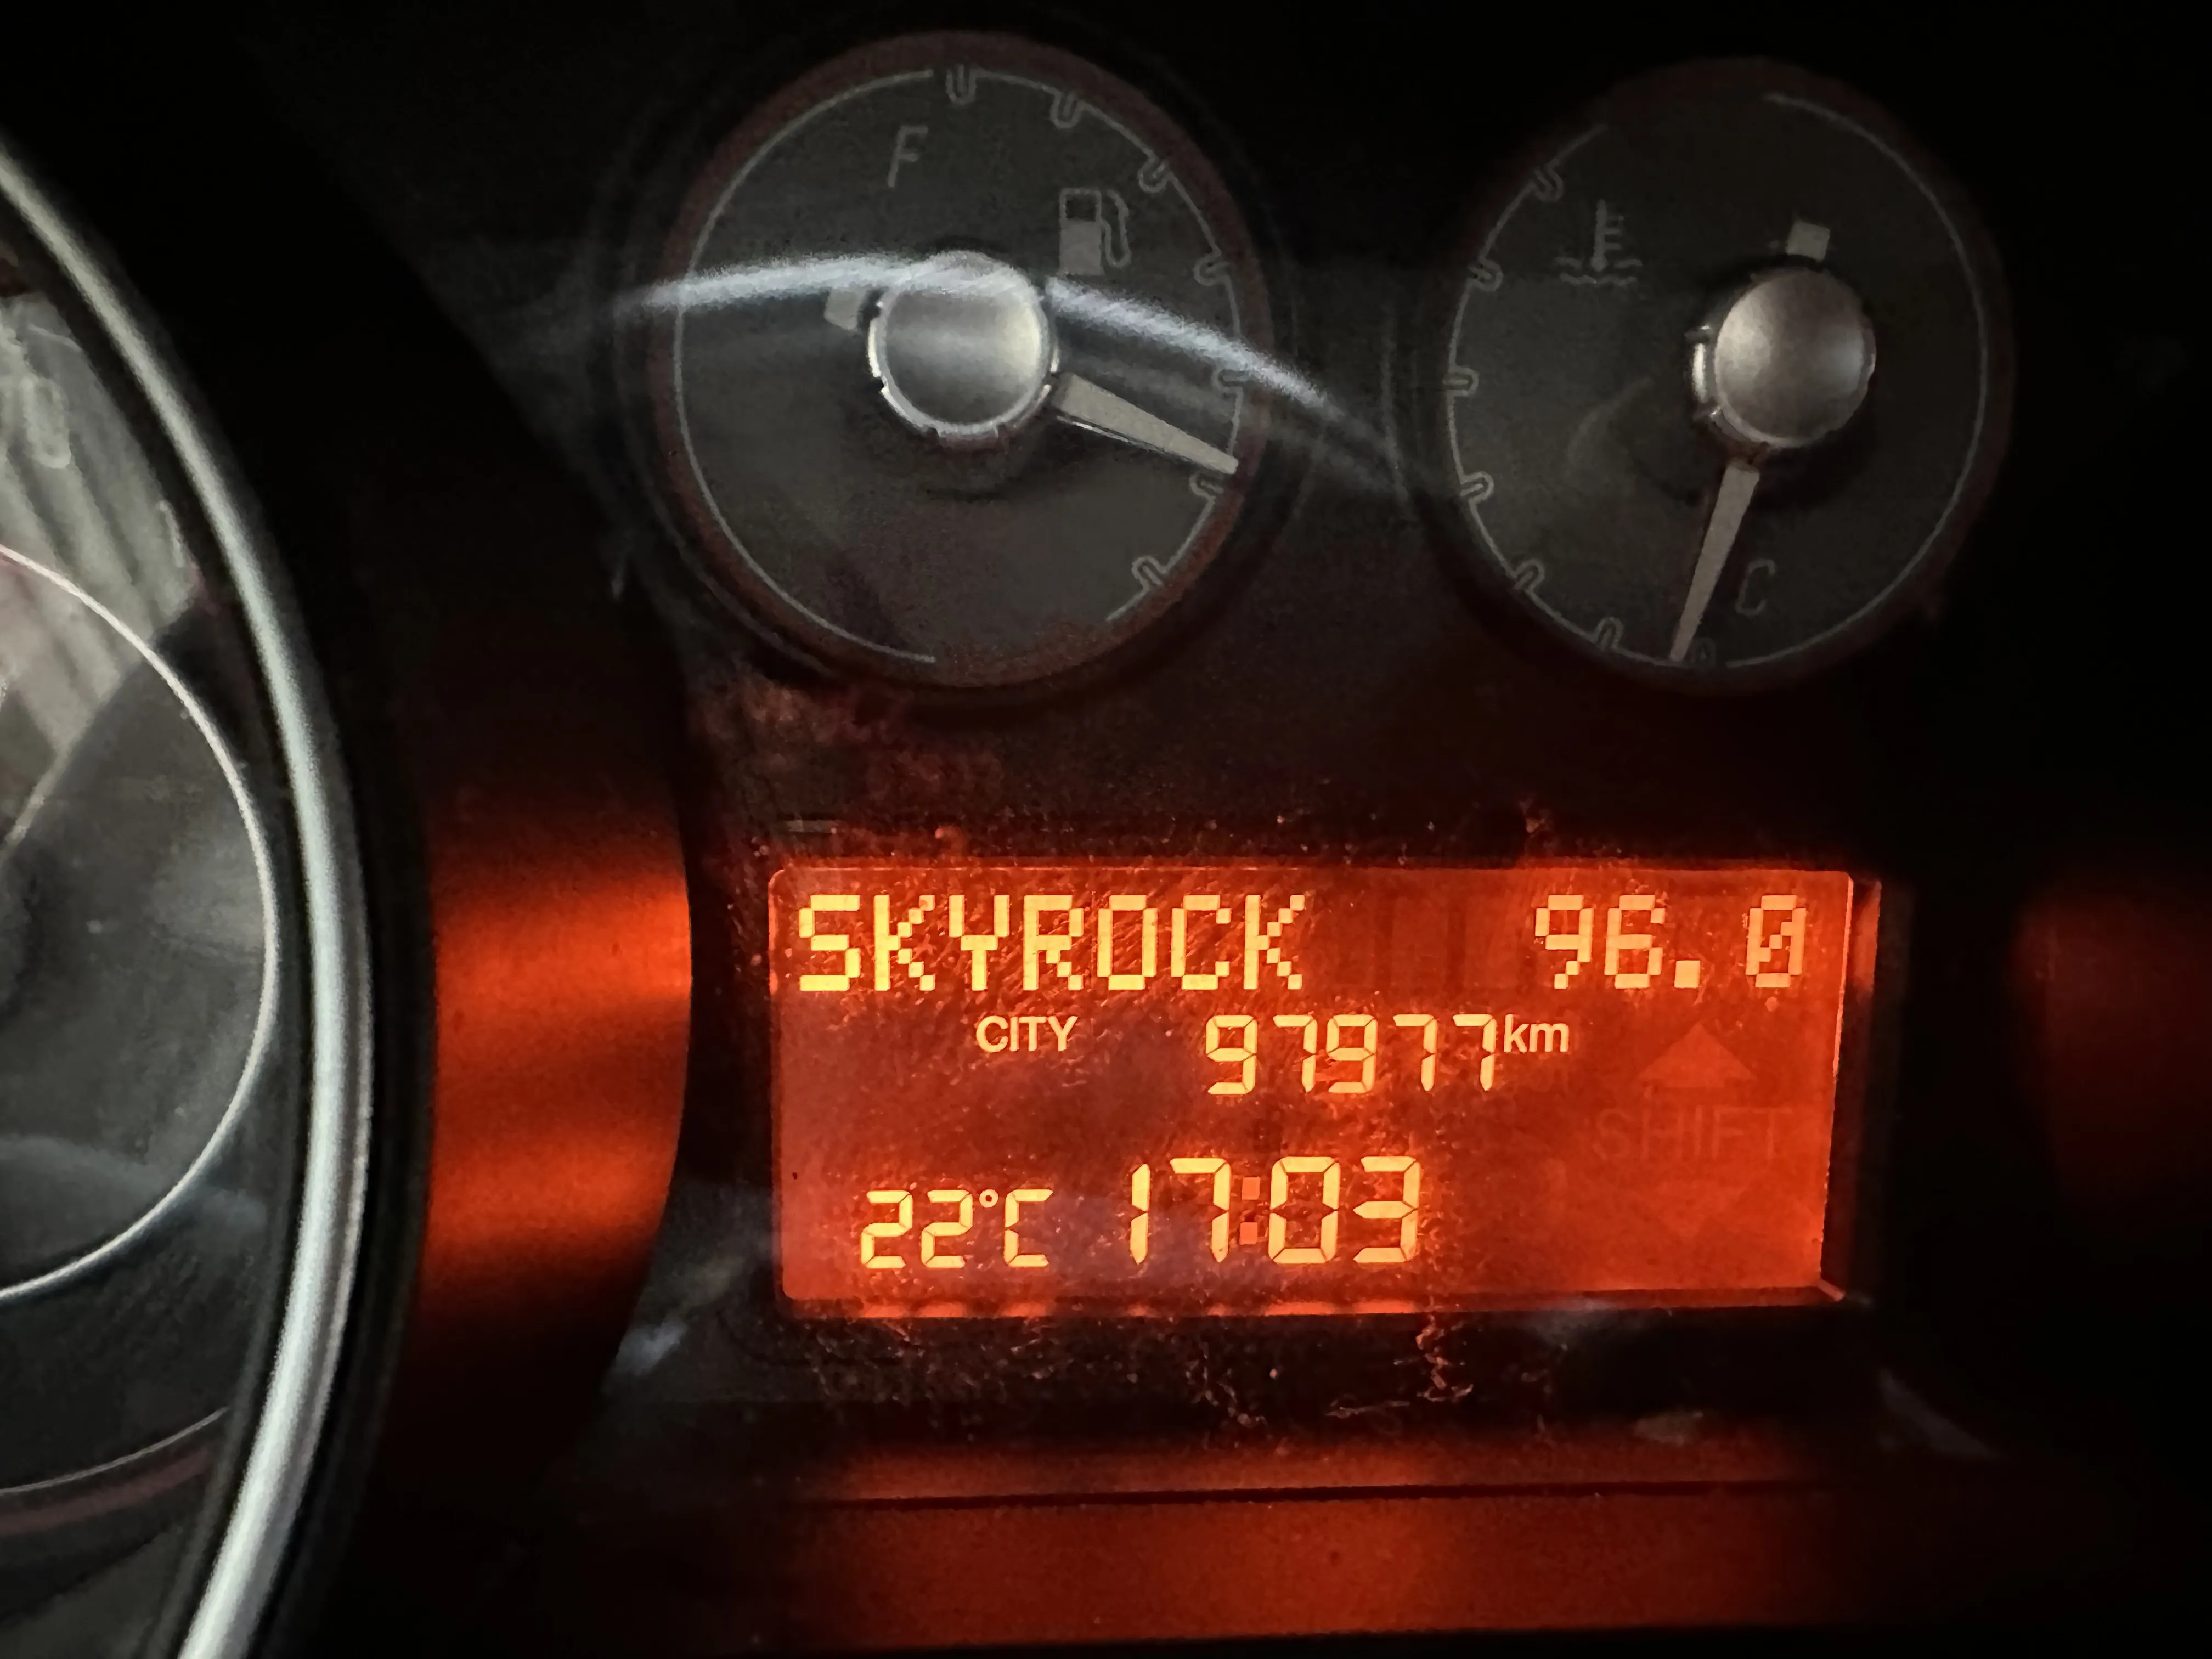 F
C
SKYROCK 96.0
CITY 97977km
SHIFT
22°C 17:03